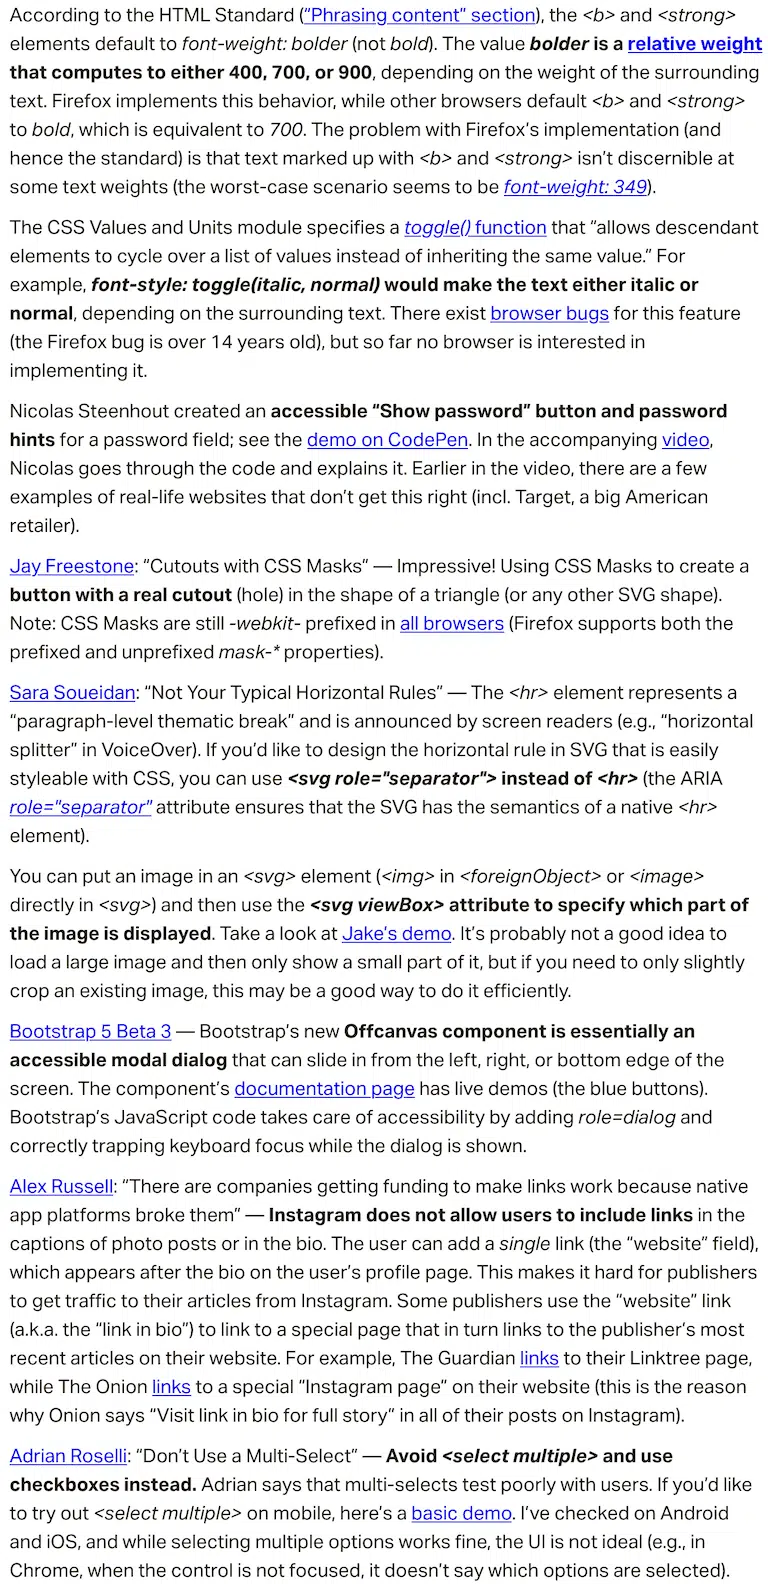 According to the HTML Standard (“Phrasing content” section), the <b> and <strong>
elements default to font-weight: bolder (not bold). The value bolder is a relative weight
that computes to either 400, 700, or 900, depending on the weight of the surrounding
text. Firefox implements this behavior, while other browsers default <b> and <strong>
to bold, which is equivalent to 700. The problem with Firefox’s implementation (and
hence the standard) is that text marked up with <b> and <strong> isn’t discernible at
some text weights (the worst-case scenario seems to be font-weight: 349).
The CSS Values and Units module specifies a toggle() function that “allows descendant
elements to cycle over a list of values instead of inheriting the same value.” For
example, font-style: toggle(italic, normal) would make the text either italic or
normal, depending on the surrounding text. There exist browser bugs for this feature
(the Firefox bug is over 14 years old), but so far no browser is interested in
implementing it.
Nicolas Steenhout created an accessible “Show password” button and password
hints for a password field; see the demo on CodePen. In the accompanying video,
Nicolas goes through the code and explains it. Earlier in the video, there are a few
examples of real-life websites that don’t get this right (incl. Target, a big American
retailer).
Jay Freestone: “Cutouts with CSS Masks” — Impressive! Using CSS Masks to create a
button with a real cutout (hole) in the shape of a triangle (or any other SVG shape).
Note: CSS Masks are still -webkit- prefixed in all browsers (Firefox supports both the
prefixed and unprefixed mask-* properties).
Sara Soueidan: “Not Your Typical Horizontal Rules” — The <hr> element represents a
“paragraph-level thematic break” and is announced by screen readers (e.g., “horizontal
splitter” in VoiceOver). If you’d like to design the horizontal rule in SVG that is easily
styleable with CSS, you can use <svg role="separator"> instead of <hr> (the ARIA
role="separator" attribute ensures that the SVG has the semantics of a native <hr>
element).
You can put an image in an <svg> element (<img> in <foreignObject> or <image>
directly in <svg>) and then use the <svg viewBox> attribute to specify which part of
the image is displayed. Take a look at Jake’s demo. It’s probably not a good idea to
load a large image and then only show a small part of it, but if you need to only slightly
crop an existing image, this may be a good way to do it efficiently.
Bootstrap 5 Beta 3 — Bootstrap’s new Offcanvas component is essentially an
accessible modal dialog that can slide in from the left, right, or bottom edge of the
screen. The component’s documentation page has live demos (the blue buttons).
Bootstrap’s JavaScript code takes care of accessibility by adding role=dialog and
correctly trapping keyboard focus while the dialog is shown.
Alex Russell: “There are companies getting funding to make links work because native
app platforms broke them” — Instagram does not allow users to include links in the
captions of photo posts or in the bio. The user can add a single link (the “website” field),
which appears after the bio on the user’s profile page. This makes it hard for publishers
to get traffic to their articles from Instagram. Some publishers use the “website” link
(a.k.a. the “link in bio”) to link to a special page that in turn links to the publisher’s most
recent articles on their website. For example, The Guardian links to their Linktree page,
while The Onion links to a special “Instagram page” on their website (this is the reason
why Onion says “Visit link in bio for full story” in all of their posts on Instagram).
Adrian Roselli: “Don’t Use a Multi-Select” — Avoid <select multiple> and use
checkboxes instead. Adrian says that multi-selects test poorly with users. If you’d like
to try out <select multiple> on mobile, here’s a basic demo. I’ve checked on Android
and iOS, and while selecting multiple options works fine, the UI is not ideal (e.g., in
Chrome, when the control is not focused, it doesn’t say which options are selected).